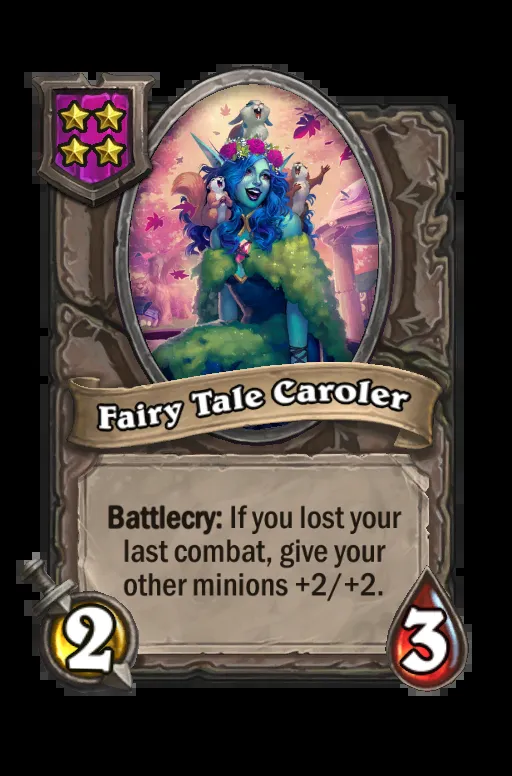 Fairy Tale Caroler
Battlecry: If you lost your
last combat, give your
other minions +2/+2.
2
3